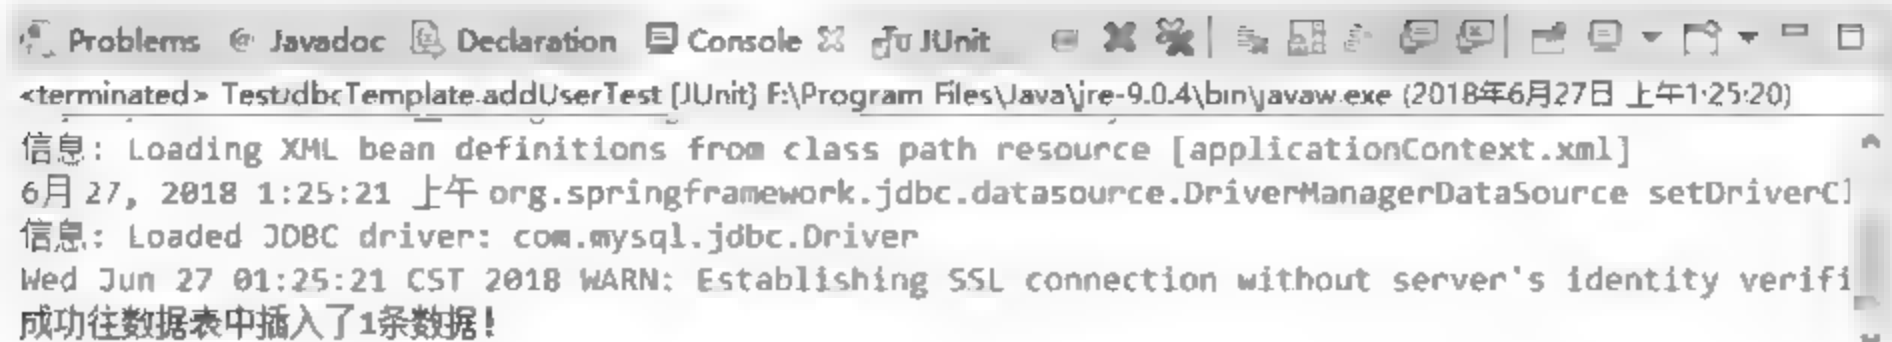 Problems @ Javadoc Declaration Console JUnit
<terminated> TestJdbcTemplate.addUserTest [JUnit] F:\Program Files\Java\jre-9.0.4\bin\javaw.exe (2018年6月27日 上午1:25:20)
信息: Loading XML bean definitions from class path resource [applicationContext.xml]
6月 27, 2018 1:25:21 上午 org.springframework.jdbc.datasource.DriverManagerDataSource setDriverCl
信息: Loaded JDBC driver: com.mysql.jdbc.Driver
Wed Jun 27 01:25:21 CST 2018 WARN: Establishing SSL connection without server's identity verifi
成功往数据表中插入了1条数据!